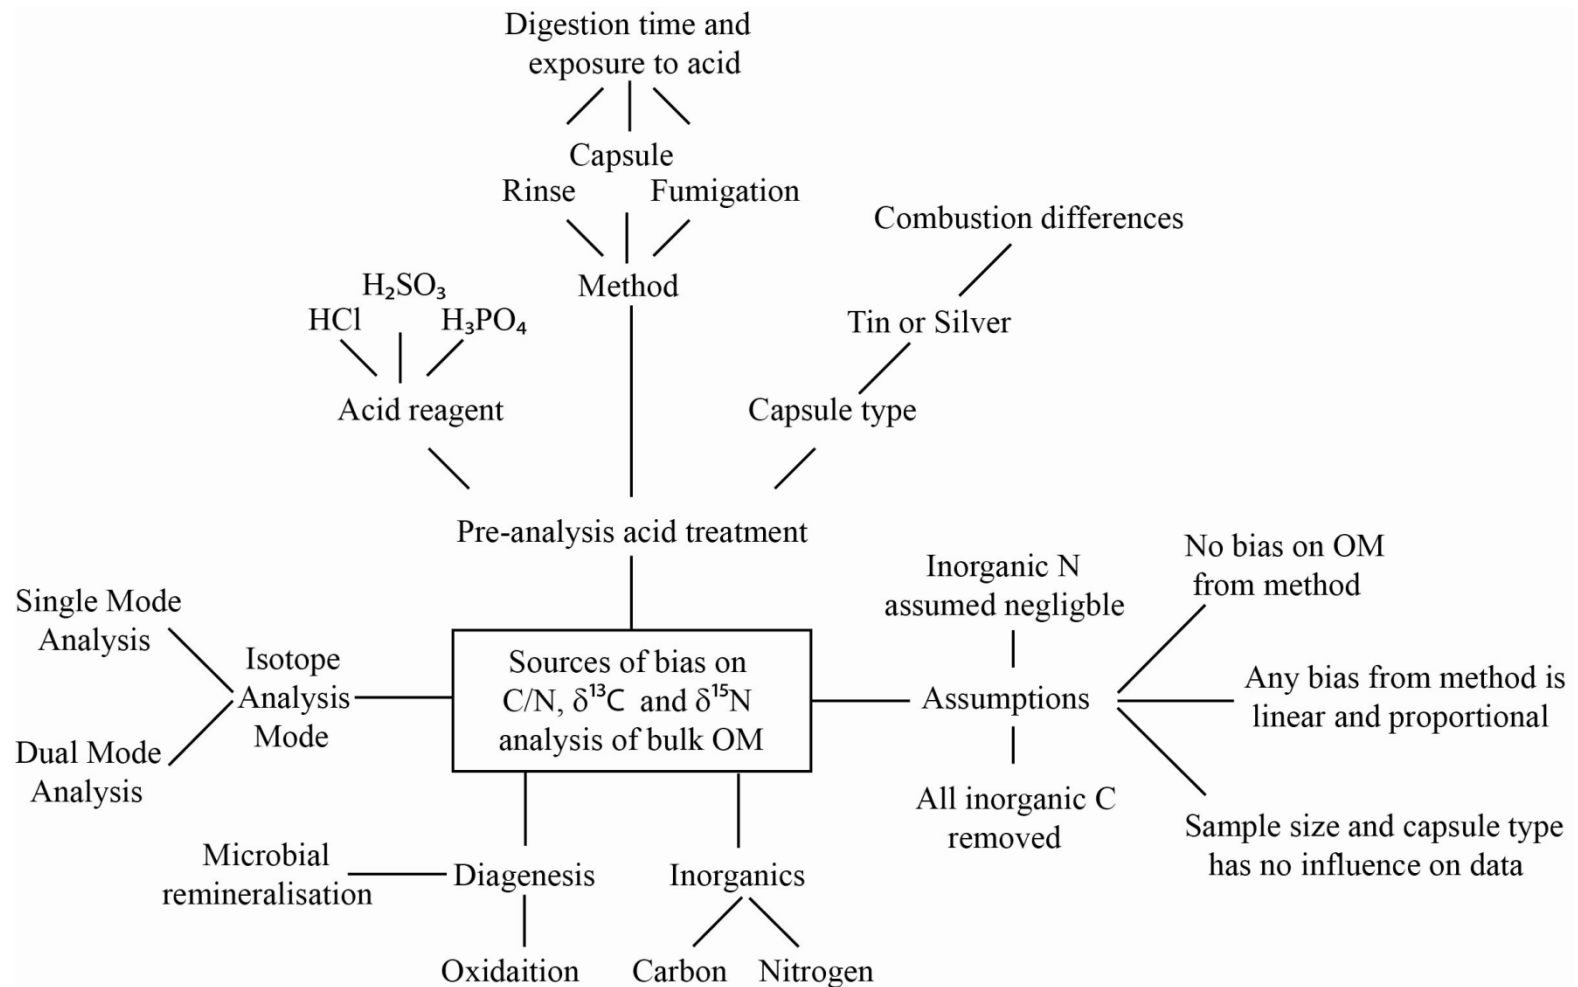 Digestion time and
exposure to acid
Capsule
Rinse
Fumigation
Combustion differences
Method
H₂SO₃
HCl
H₃PO₄
Tin or Silver
Acid reagent
Capsule type
Pre-analysis acid treatment
No bias on OM
from method
Inorganic N
assumed negligble
Single Mode
Analysis
Isotope
Analysis
Mode
Sources of bias on
C/N, δ¹³C and δ¹⁵N
analysis of bulk OM
Assumptions
Any bias from method is
linear and proportional
Dual Mode
Analysis
All inorganic C
removed
Sample size and capsule type
has no influence on data
Microbial
remineralisation
Diagenesis
Inorganics
Oxidaition
Carbon
Nitrogen